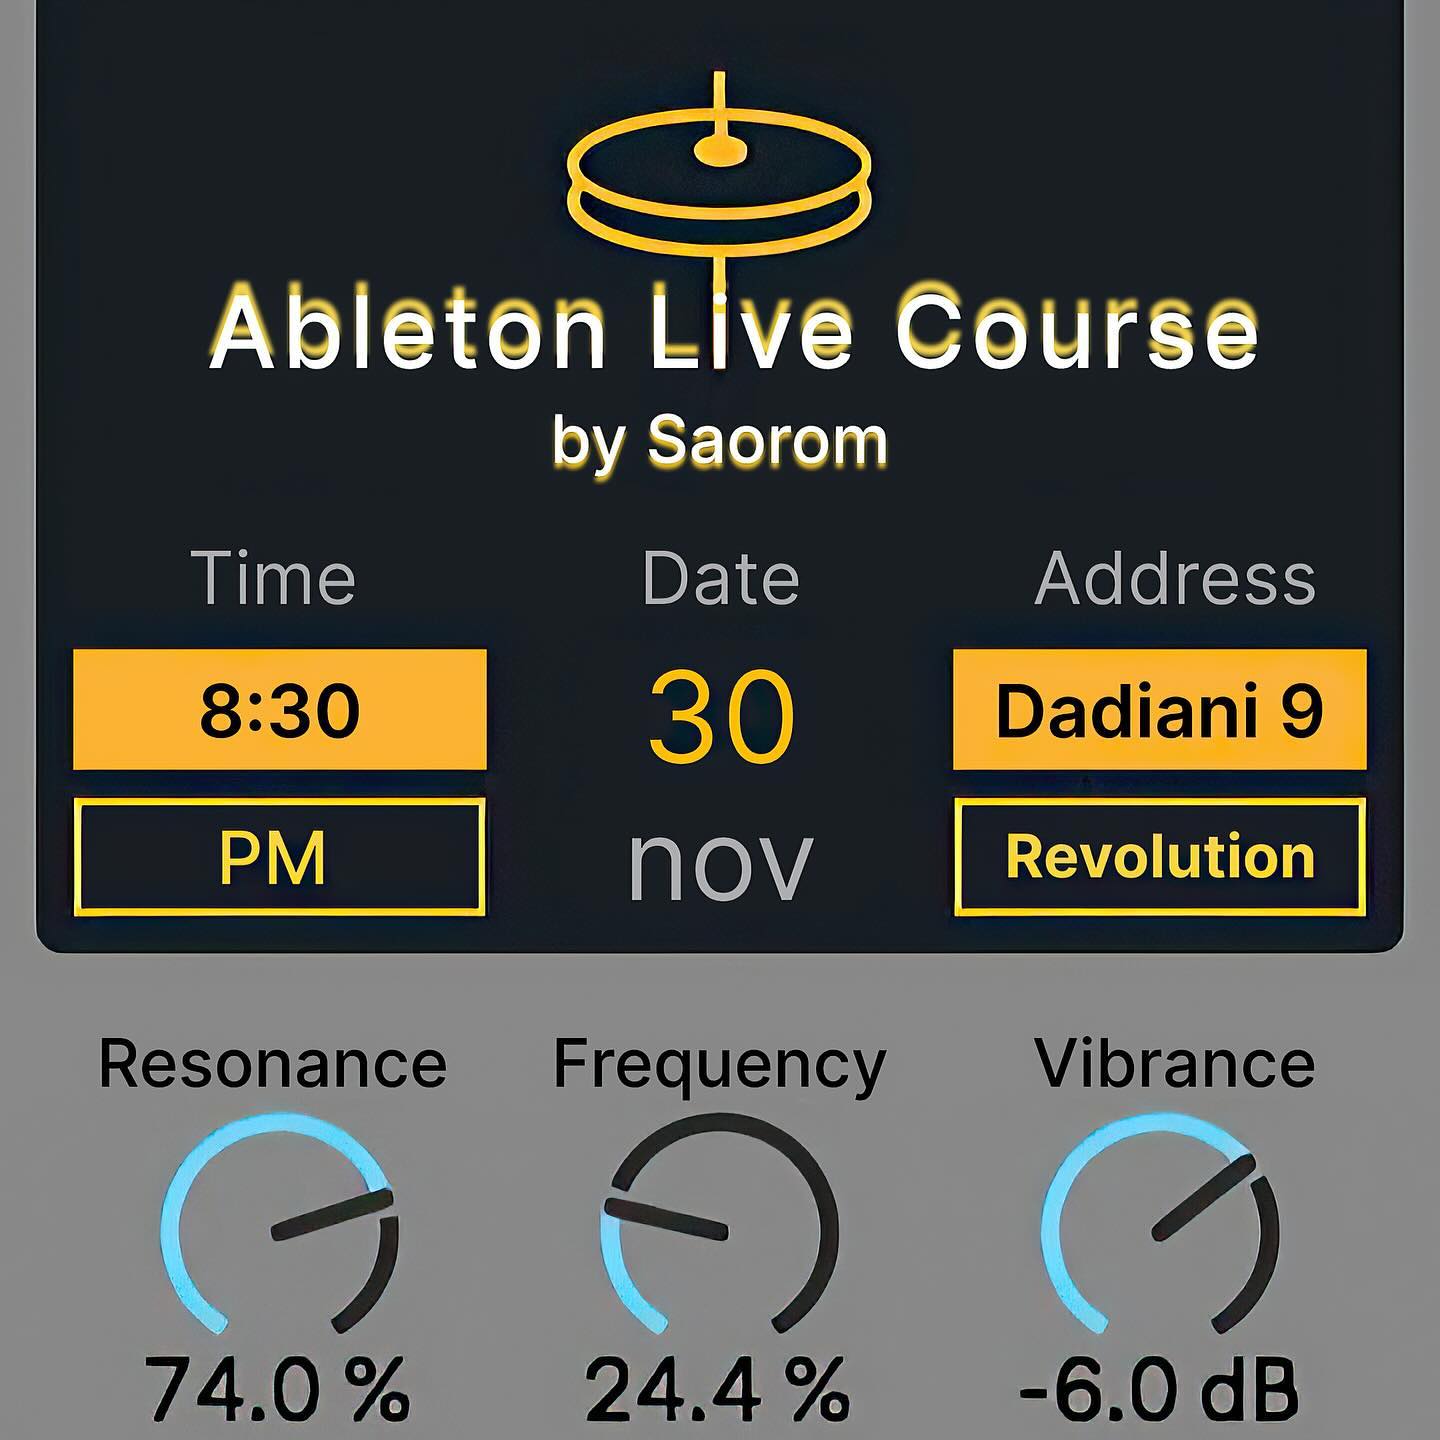 Ableton Live Course
by Saorom
Time Date Address
8:30 30 Dadiani 9
PM nov Revolution
Resonance Frequency Vibrance
74.0 % 24.4 % -6.0 dB